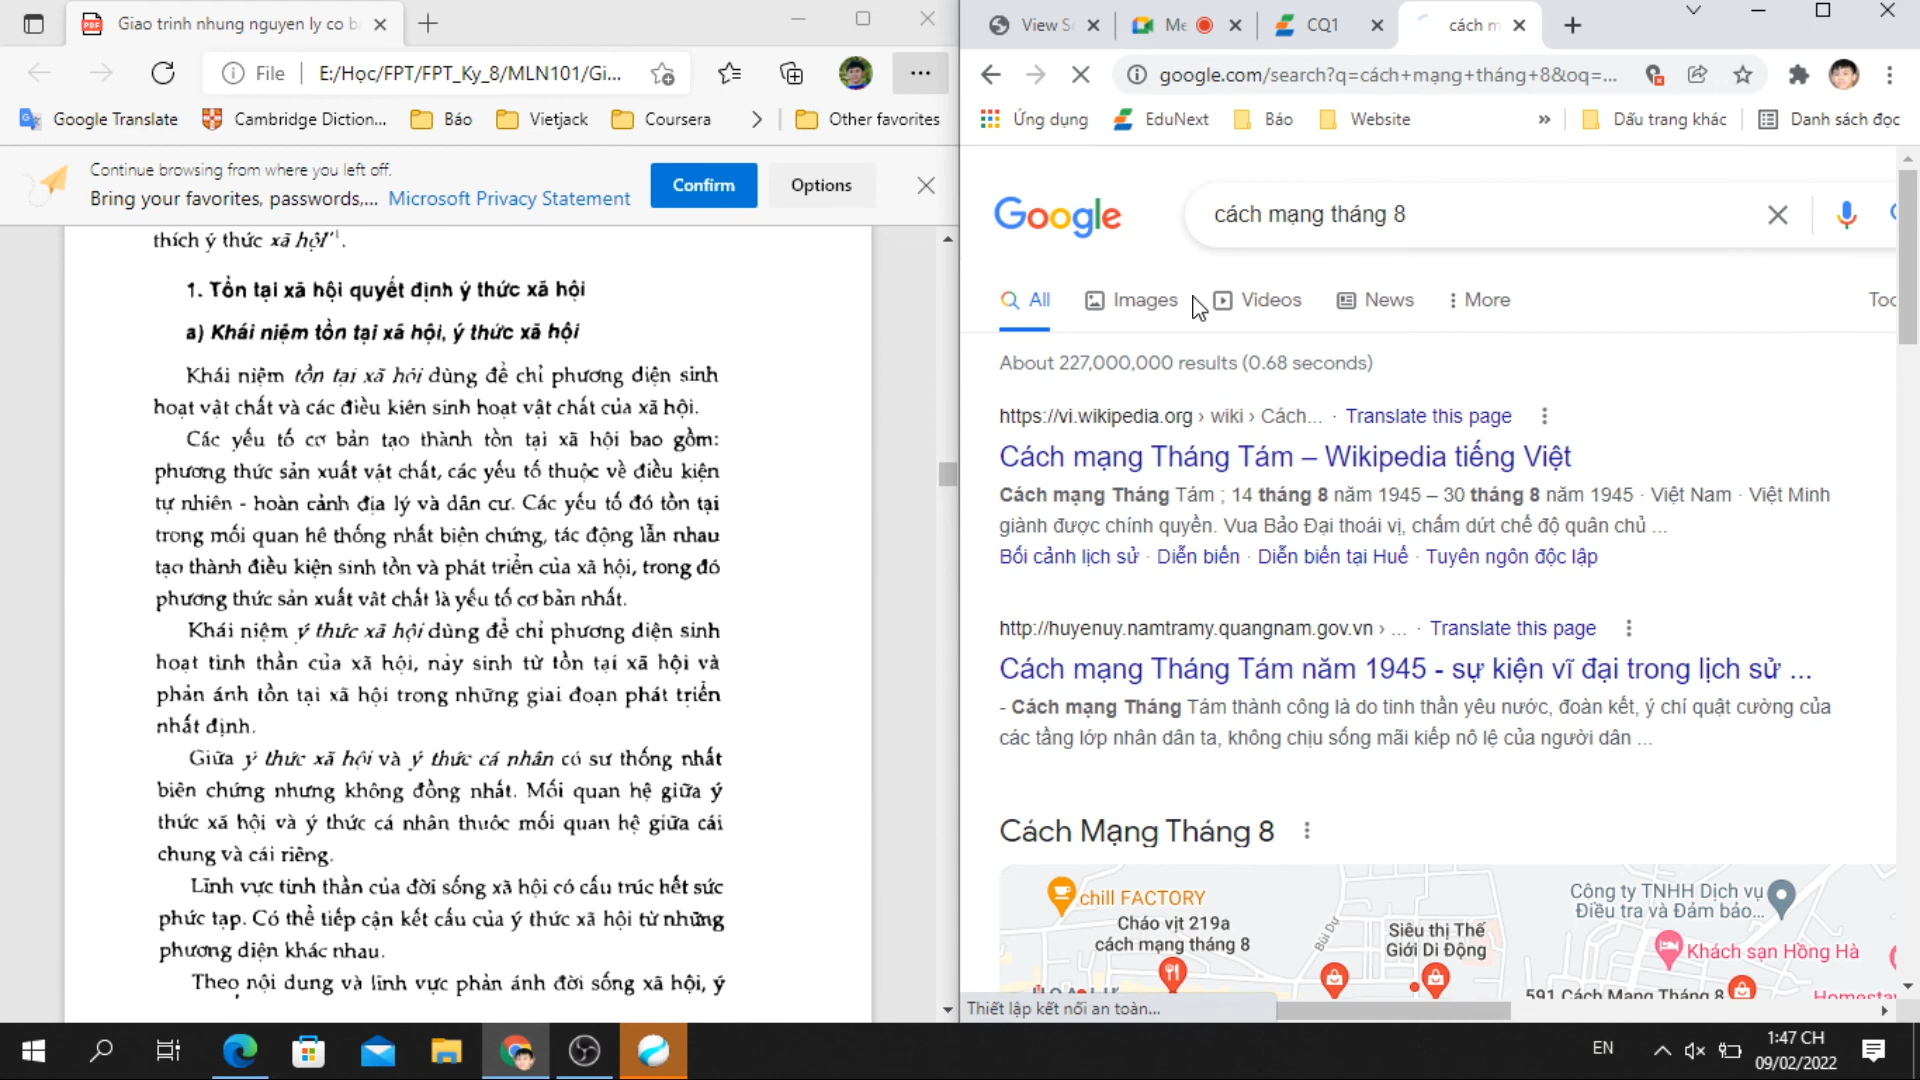 Giao trinh nhung nguyen ly co b
File
E:/Học/FPT/FPT_Ky_8/MLN101/Gi...
Google Translate
Cambridge Diction...
Báo
Vietjack
Coursera
Other favorites
Continue browsing from where you left off.
Bring your favorites, passwords,... Microsoft Privacy Statement
Confirm
Options
thích ý thức xã hội"1.
1. Tồn tại xã hội quyết định ý thức xã hội
a) Khái niệm tồn tại xã hội, ý thức xã hội
Khái niệm tồn tại xã hội dùng để chỉ phương diện sinh
hoạt vật chất và các điều kiện sinh hoạt vật chất của xã hội.
Các yếu tố cơ bản tạo thành tồn tại xã hội bao gồm:
phương thức sản xuất vật chất, các yếu tố thuộc về điều kiện
tự nhiên - hoàn cảnh địa lý và dân cư. Các yếu tố đó tồn tại
trong mối quan hệ thống nhất biện chứng, tác động lẫn nhau
tạo thành điều kiện sinh tồn và phát triển của xã hội, trong đó
phương thức sản xuất vật chất là yếu tố cơ bản nhất.
Khái niệm ý thức xã hội dùng để chỉ phương diện sinh
hoạt tinh thần của xã hội, nảy sinh từ tồn tại xã hội và
phản ánh tồn tại xã hội trong những giai đoạn phát triển
nhất định.
Giữa ý thức xã hội và ý thức cá nhân có sự thống nhất
biện chứng nhưng không đồng nhất. Mối quan hệ giữa ý
thức xã hội và ý thức cá nhân thuộc mối quan hệ giữa cái
chung và cái riêng.
Lĩnh vực tinh thần của đời sống xã hội có cấu trúc hết sức
phức tạp. Có thể tiếp cận kết cấu của ý thức xã hội từ những
phương diện khác nhau.
Theo nội dung và lĩnh vực phản ánh đời sống xã hội, ý
View S
Me
CQ1
cách m
google.com/search?q=cách+mạng+tháng+8&oq=...
Ứng dụng
EduNext
Báo
Website
»
Dấu trang khác
Danh sách đọc
Google
cách mạng tháng 8
All
Images
Videos
News
More
Too
About 227,000,000 results (0.68 seconds)
https://vi.wikipedia.org › wiki › Cách... · Translate this page
Cách mạng Tháng Tám – Wikipedia tiếng Việt
Cách mạng Tháng Tám ; 14 tháng 8 năm 1945 – 30 tháng 8 năm 1945 · Việt Nam · Việt Minh
giành được chính quyền. Vua Bảo Đại thoái vị, chấm dứt chế độ quân chủ ...
Bối cảnh lịch sử · Diễn biến · Diễn biến tại Huế · Tuyên ngôn độc lập
http://huyenuy.namtramy.quangnam.gov.vn › ... · Translate this page
Cách mạng Tháng Tám năm 1945 - sự kiện vĩ đại trong lịch sử ...
- Cách mạng Tháng Tám thành công là do tinh thần yêu nước, đoàn kết, ý chí quật cường của
các tầng lớp nhân dân ta, không chịu sống mãi kiếp nô lệ của người dân ...
Cách Mạng Tháng 8
chill FACTORY
Cháo vịt 219a
cách mạng tháng 8
Bùi Dự
Siêu thị Thế
Giới Di Động
Công ty TNHH Dịch vụ
Điều tra và Đảm bảo...
Khách sạn Hồng Hà
591 Cách Mạng Tháng 8
Homestay
Thiết lập kết nối an toàn...
EN
1:47 CH
09/02/2022